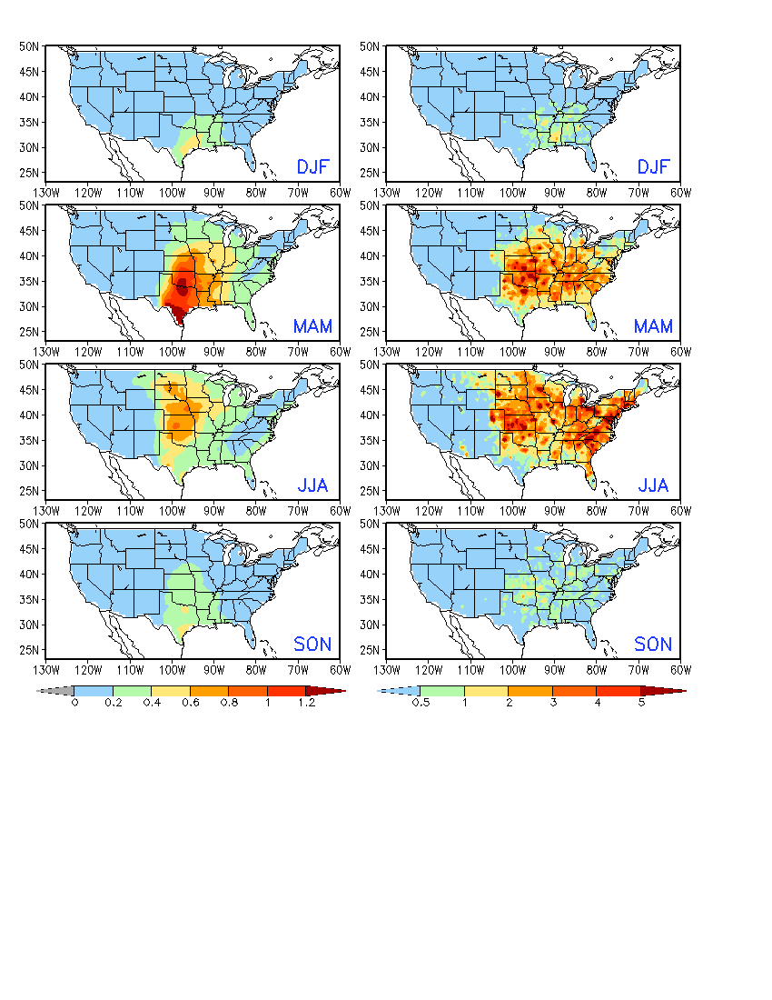 50N 50N
45N 45N
40N 40N
35N 35N
30N 30N
25N DJF 25N DJF
130W 120W 110W 100W 90W 80W 70W 60W 130W 120W 110W 100W 90W 80W 70W 60W
50N 50N
45N 45N
40N 40N
35N 35N
30N 30N
25N MAM 25N MAM
130W 120W 110W 100W 90W 80W 70W 60W 130W 120W 110W 100W 90W 80W 70W 60W
50N 50N
45N 45N
40N 40N
35N 35N
30N 30N
25N JJA 25N JJA
130W 120W 110W 100W 90W 80W 70W 60W 130W 120W 110W 100W 90W 80W 70W 60W
50N 50N
45N 45N
40N 40N
35N 35N
30N 30N
25N SON 25N SON
130W 120W 110W 100W 90W 80W 70W 60W 130W 120W 110W 100W 90W 80W 70W 60W
0 0.2 0.4 0.6 0.8 1 1.2 0.5 1 2 3 4 5